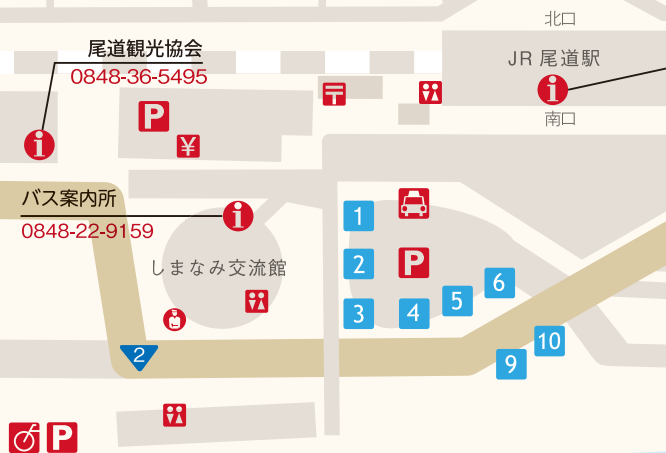 北口
尾道観光協会
0848-36-5495
JR 尾道駅
i
〒
P
¥
南口
i
バス案内所
0848-22-9159
i
1
2
P
3
4
5
6
しまなみ交流館
2
9
10
P